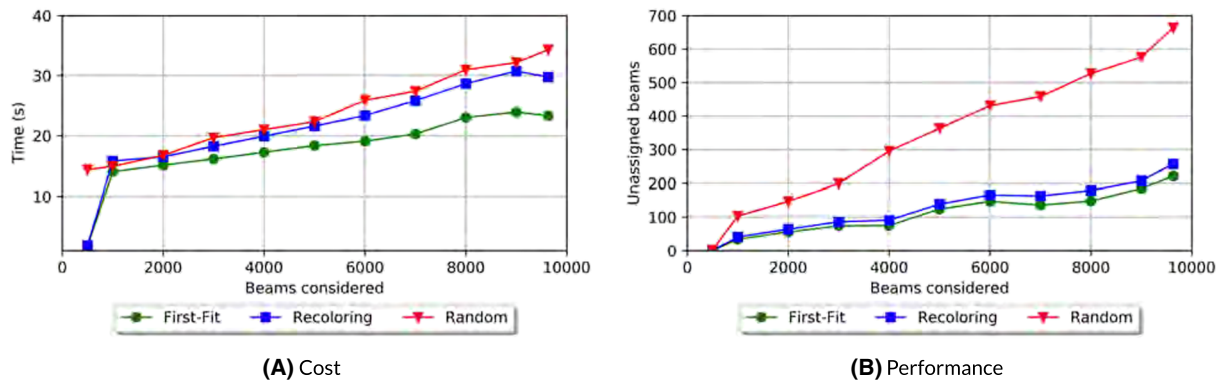 40
30
20
10
0 2000 4000 6000 8000 10000
Time (s)
Beams considered
First-Fit Recoloring Random
(A) Cost
700
600
500
400
300
200
100
0
0 2000 4000 6000 8000 10000
Unassigned beams
Beams considered
First-Fit Recoloring Random
(B) Performance